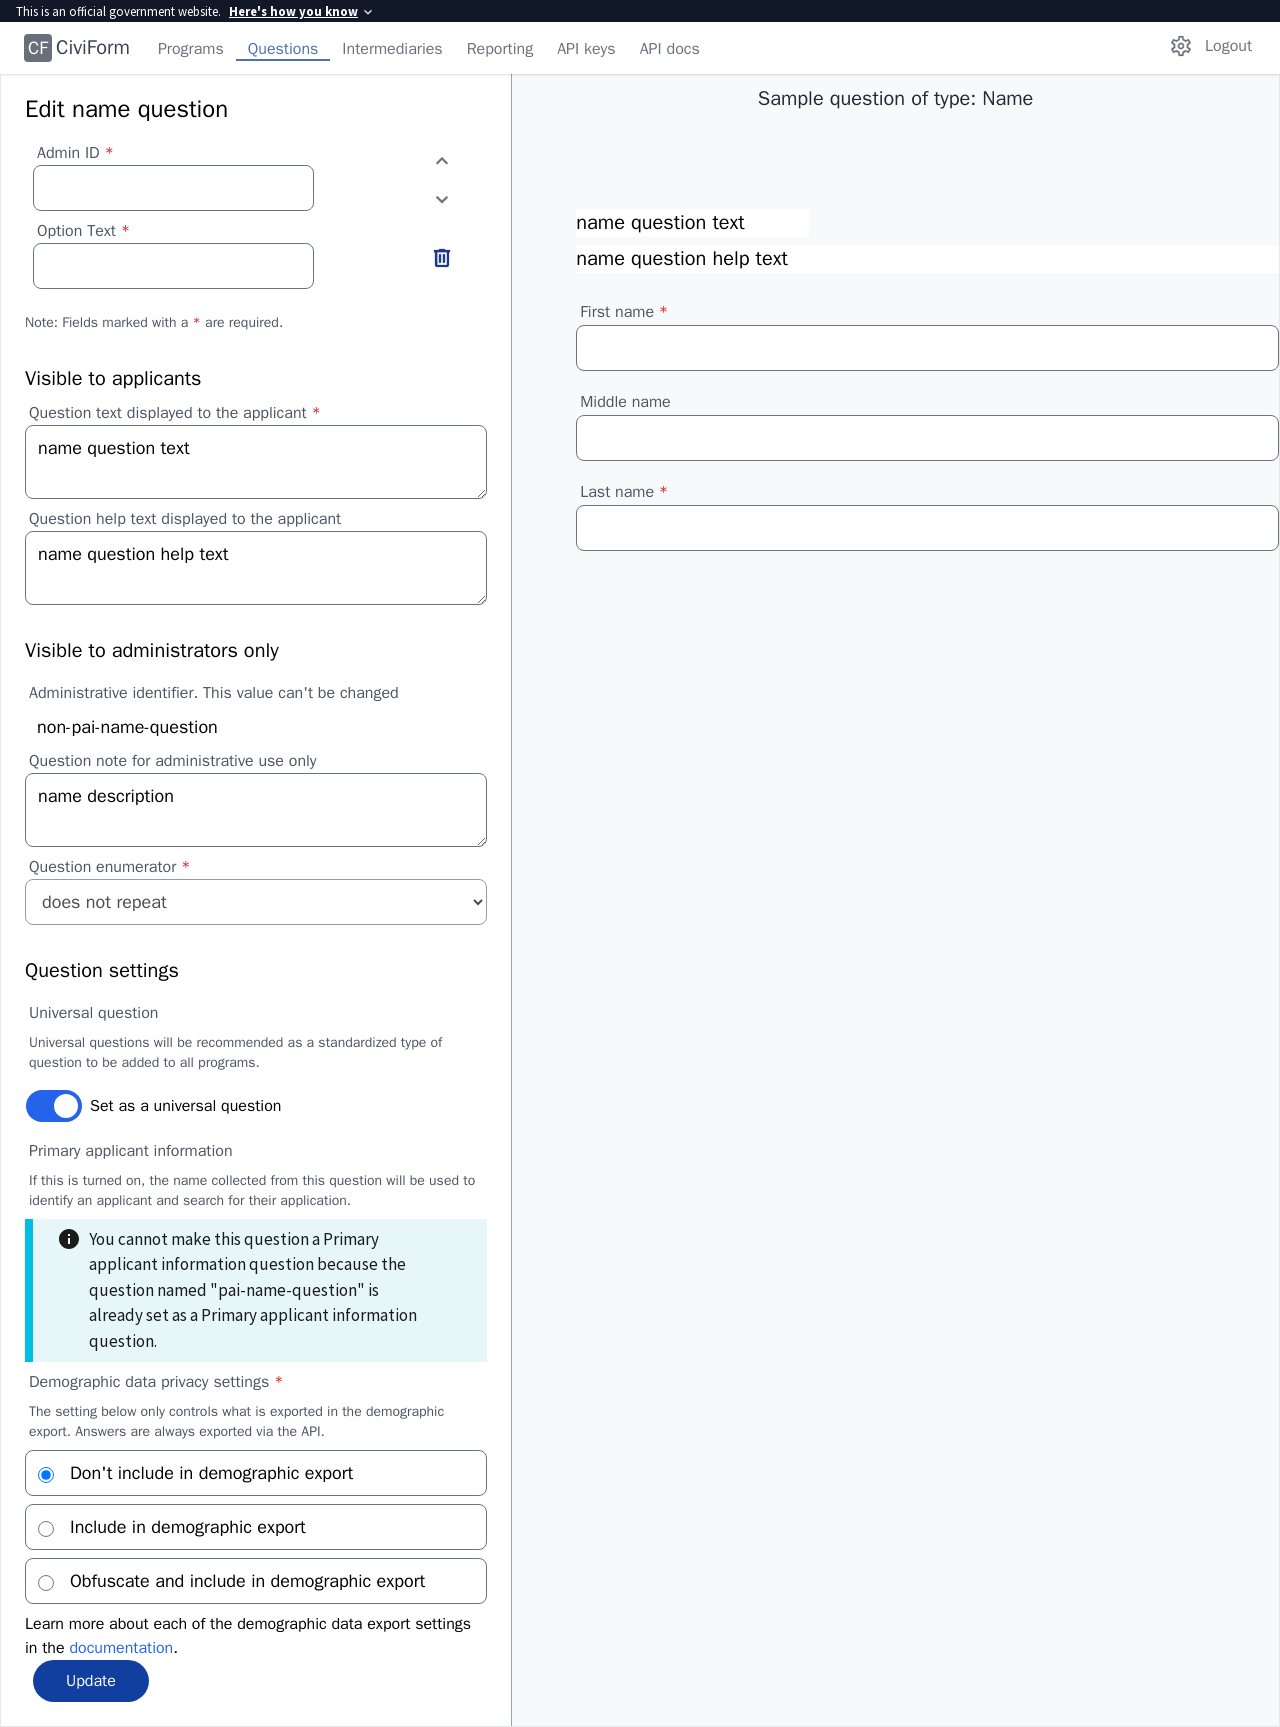 This is an official government website. Here's how you know
CF CiviForm Programs Questions Intermediaries Reporting API keys API docs Logout
Edit name question
Admin ID *
Option Text *
Note: Fields marked with a * are required.
Visible to applicants
Question text displayed to the applicant *
name question text
Question help text displayed to the applicant
name question help text
Visible to administrators only
Administrative identifier. This value can't be changed
non-pai-name-question
Question note for administrative use only
name description
Question enumerator *
does not repeat
Question settings
Universal question
Universal questions will be recommended as a standardized type of
question to be added to all programs.
Set as a universal question
Primary applicant information
If this is turned on, the name collected from this question will be used to
identify an applicant and search for their application.
You cannot make this question a Primary
applicant information question because the
question named "pai-name-question" is
already set as a Primary applicant information
question.
Demographic data privacy settings *
The setting below only controls what is exported in the demographic
export. Answers are always exported via the API.
Don't include in demographic export
Include in demographic export
Obfuscate and include in demographic export
Learn more about each of the demographic data export settings
in the documentation.
Update
Sample question of type: Name
name question text
name question help text
First name *
Middle name
Last name *